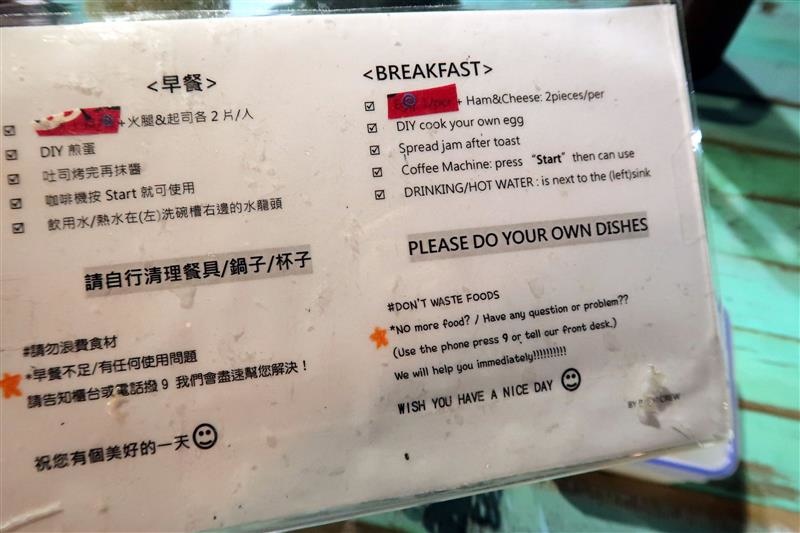 <早餐>
+火腿&起司各2片/人
DIY 煎蛋
吐司烤完再抹醬
咖啡機按 Start 就可使用
飲用水/熱水在(左)洗碗槽右邊的水龍頭
請自行清理餐具/鍋子/杯子
#請勿浪費食材
*早餐不足/有任何使用問題
請告知櫃台或電話撥9 我們會盡速幫您解決!
祝您有個美好的一天
<BREAKFAST>
+ Ham&Cheese: 2pieces/per
DIY cook your own egg
Spread jam after toast
Coffee Machine: press “Start” then can use
DRINKING/HOT WATER : is next to the (left)sink
PLEASE DO YOUR OWN DISHES
#DON'T WASTE FOODS
*No more food? / Have any question or problem??
(Use the phone press 9 or tell our front desk.)
We will help you immediately!!!!!!!!!!
WISH YOU HAVE A NICE DAY
BY CREW